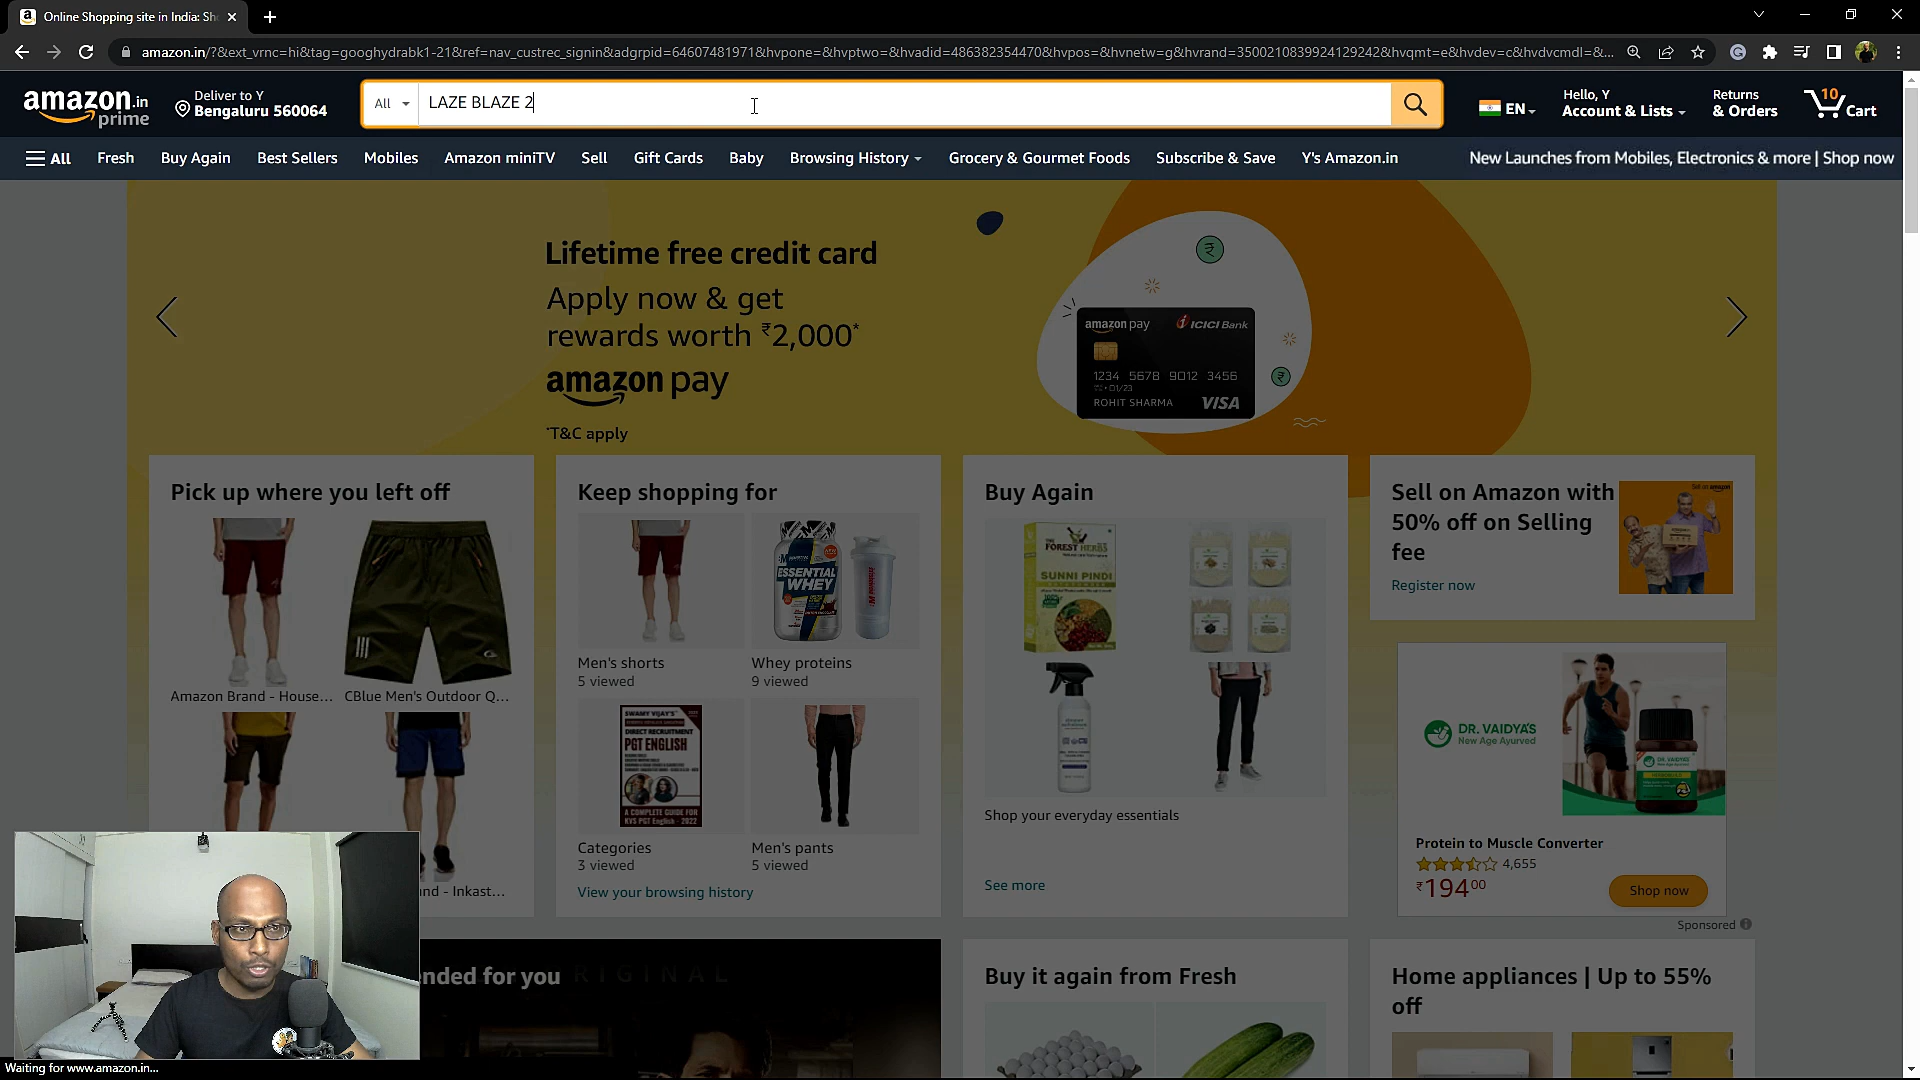 Online Shopping site in India: Sh
amazon.in/?&ext_vrnc=hi&tag=googhydrabk1-21&ref=nav_custrec_signin&adgrpid=64607481971&hvpone=&hvptwo=&hvadid=486382354470&hvpos=&hvnetw=g&hvrand=3500210839924129242&hvqmt=e&hvdev=c&hvdvcmdl=&...
amazon.in
prime
Deliver to Y
Bengaluru 560064
All
LAZE BLAZE 2
EN
Hello, Y
Account & Lists
Returns
& Orders
10
Cart
All
Fresh
Buy Again
Best Sellers
Mobiles
Amazon miniTV
Sell
Gift Cards
Baby
Browsing History
Grocery & Gourmet Foods
Subscribe & Save
Y's Amazon.in
New Launches from Mobiles, Electronics & more | Shop now
Lifetime free credit card
Apply now & get
rewards worth ₹2,000*
amazon pay
*T&C apply
amazon pay
ICICI Bank
1234 5678 9012 3456
01/23
ROHIT SHARMA
VISA
Pick up where you left off
Amazon Brand - House...
CBlue Men's Outdoor Q...
nd - Inkast...
Keep shopping for
ESSENTIAL
WHEY
Men's shorts
5 viewed
Whey proteins
9 viewed
SWAMY VIJAY'S
DIRECT RECRUITMENT
PGT ENGLISH
A COMPLETE GUIDE FOR
KVS PGT English - 2022
Categories
3 viewed
Men's pants
5 viewed
View your browsing history
Buy Again
THE
FOREST HERBS
SUNNI PINDI
Shop your everyday essentials
See more
Sell on Amazon with
50% off on Selling
fee
Register now
Sell on amazon
DR. VAIDYA'S
New Age Ayurved
DR. VAIDYA'S
Protein to Muscle Converter
4,655
₹19400
Shop now
Sponsored
nded for you
RIGINAL
Buy it again from Fresh
Home appliances | Up to 55%
off
Waiting for www.amazon.in...